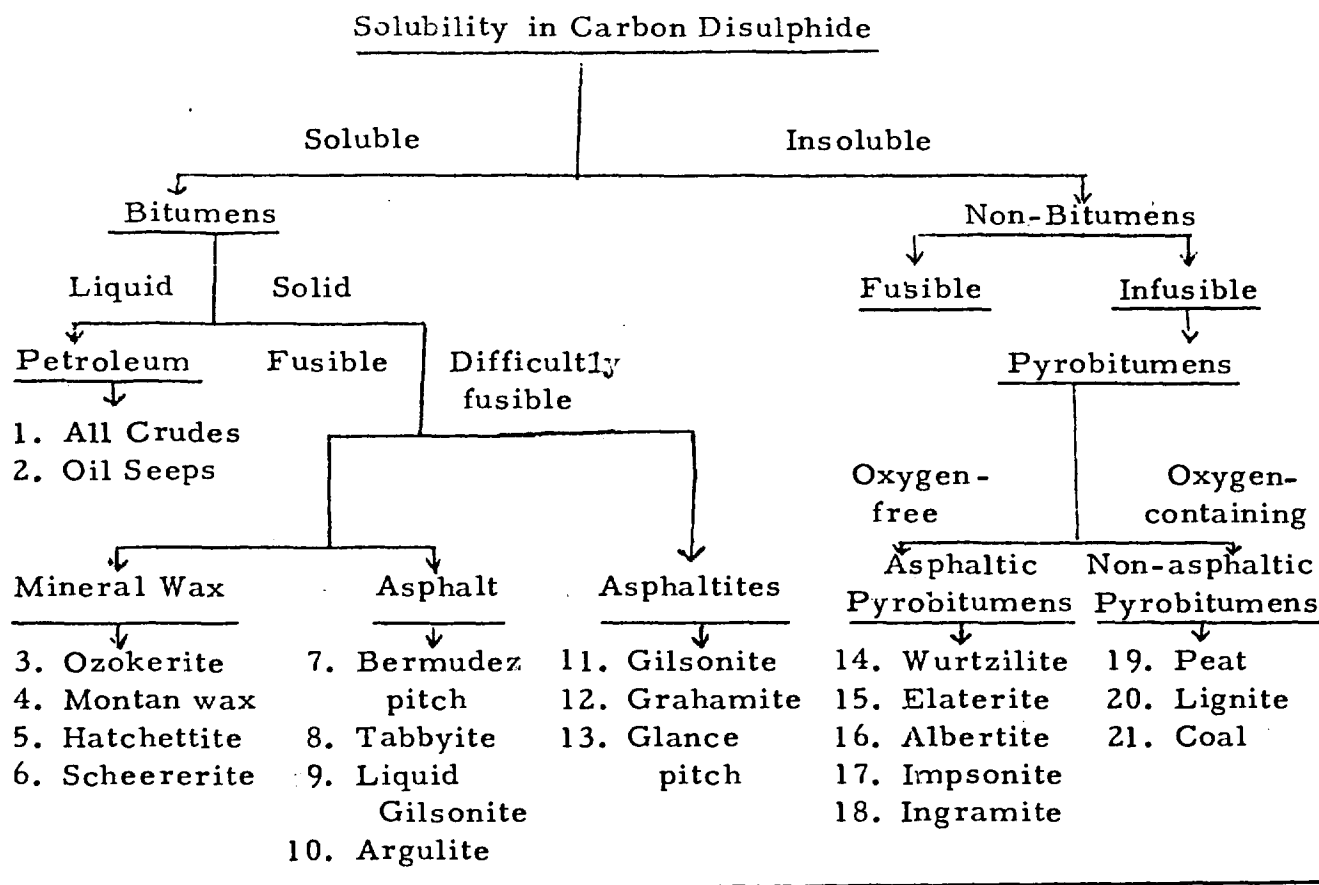 Solubility in Carbon Disulphide
Soluble
Insoluble
Bitumens
Non-Bitumens
Liquid
Solid
Fusible
Infusible
Petroleum
Fusible
Difficultly
fusible
Pyrobitumens
1. All Crudes
2. Oil Seeps
Oxygen-
free
Oxygen-
containing
Mineral Wax
Asphalt
Asphaltites
Asphaltic
Pyrobitumens
Non-asphaltic
Pyrobitumens
3. Ozokerite
4. Montan wax
5. Hatchettite
6. Scheererite
7. Bermudez
pitch
8. Tabbyite
9. Liquid
Gilsonite
10. Argulite
11. Gilsonite
12. Grahamite
13. Glance
pitch
14. Wurtzilite
15. Elaterite
16. Albertite
17. Impsonite
18. Ingramite
19. Peat
20. Lignite
21. Coal